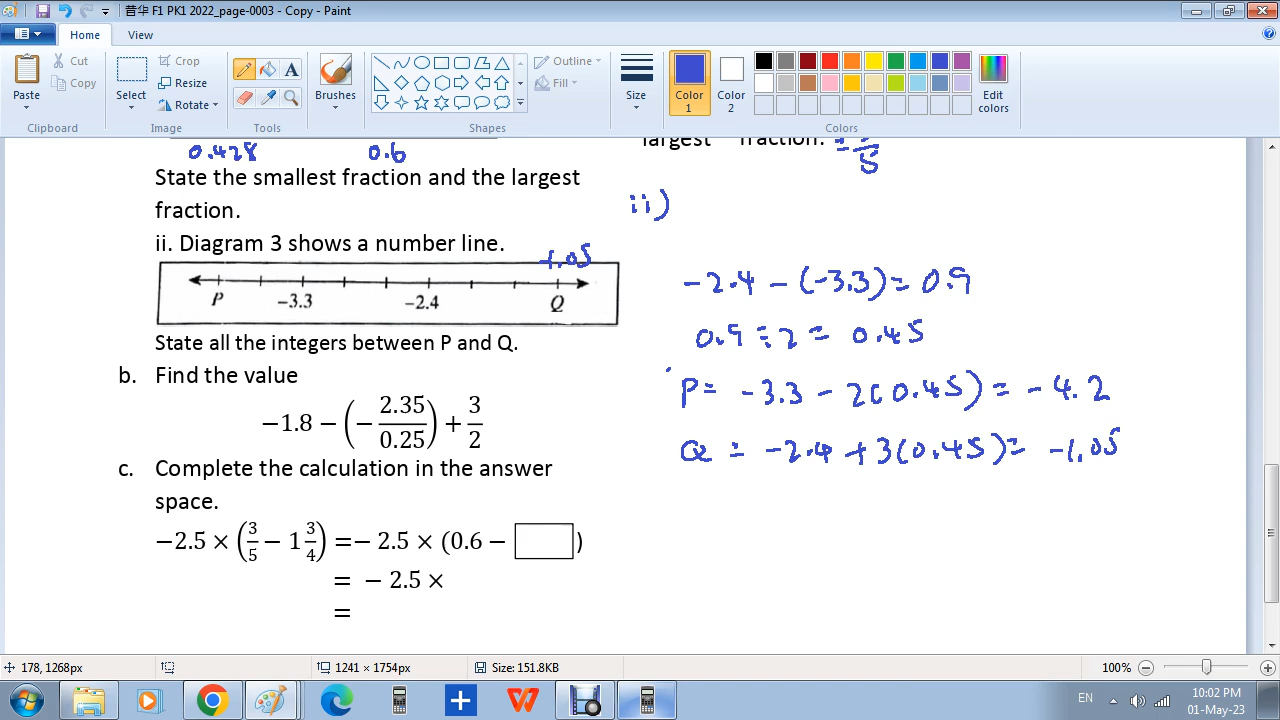 普华 F1 PK1 2022_page-0003 - Copy - Paint
Home View
Paste Cut Copy Select Crop Resize Rotate Brushes Outline Fill Size Color 1 Color 2 Edit colors
Clipboard Image Tools Shapes Colors
largest fraction:
0.428 0.6 5
State the smallest fraction and the largest
fraction.
ii. Diagram 3 shows a number line.
-1.05
P -3.3 -2.4 Q
State all the integers between P and Q.
b. Find the value
−1.8 − (− 2.35/0.25) + 3/2
c. Complete the calculation in the answer
space.
−2.5 × (3/5 − 1 3/4) =− 2.5 × (0.6 − )
= − 2.5 ×
=
ii)
-2.4 - (-3.3) = 0.9
0.9 ÷ 2 = 0.45
P = -3.3 - 2(0.45) = -4.2
Q = -2.4 + 3(0.45) = -1.05
178, 1268px 1241 × 1754px Size: 151.8KB 100%
EN 10:02 PM
01-May-23